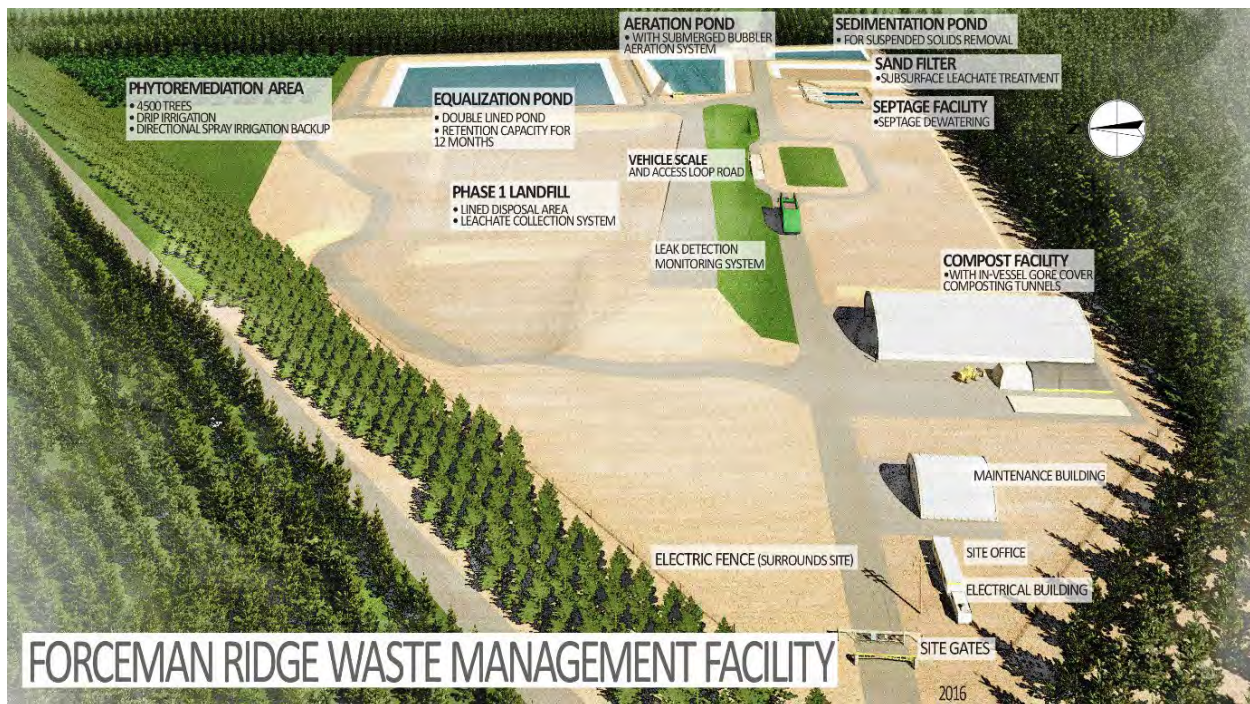 AERATION POND
• WITH SUBMERGED BUBBLER
AERATION SYSTEM
SEDIMENTATION POND
• FOR SUSPENDED SOLIDS REMOVAL
SAND FILTER
•SUBSURFACE LEACHATE TREATMENT
PHYTOREMEDIATION AREA
• 4500 TREES
• DRIP IRRIGATION
• DIRECTIONAL SPRAY IRRIGATION BACKUP
EQUALIZATION POND
• DOUBLE LINED POND
• RETENTION CAPACITY FOR
12 MONTHS
SEPTAGE FACILITY
•SEPTAGE DEWATERING
VEHICLE SCALE
AND ACCESS LOOP ROAD
PHASE 1 LANDFILL
• LINED DISPOSAL AREA
• LEACHATE COLLECTION SYSTEM
LEAK DETECTION
MONITORING SYSTEM
COMPOST FACILITY
•WITH IN-VESSEL GORE COVER
COMPOSTING TUNNELS
MAINTENANCE BUILDING
ELECTRIC FENCE (SURROUNDS SITE)
SITE OFFICE
ELECTRICAL BUILDING
FORCEMAN RIDGE WASTE MANAGEMENT FACILITY
SITE GATES
2016